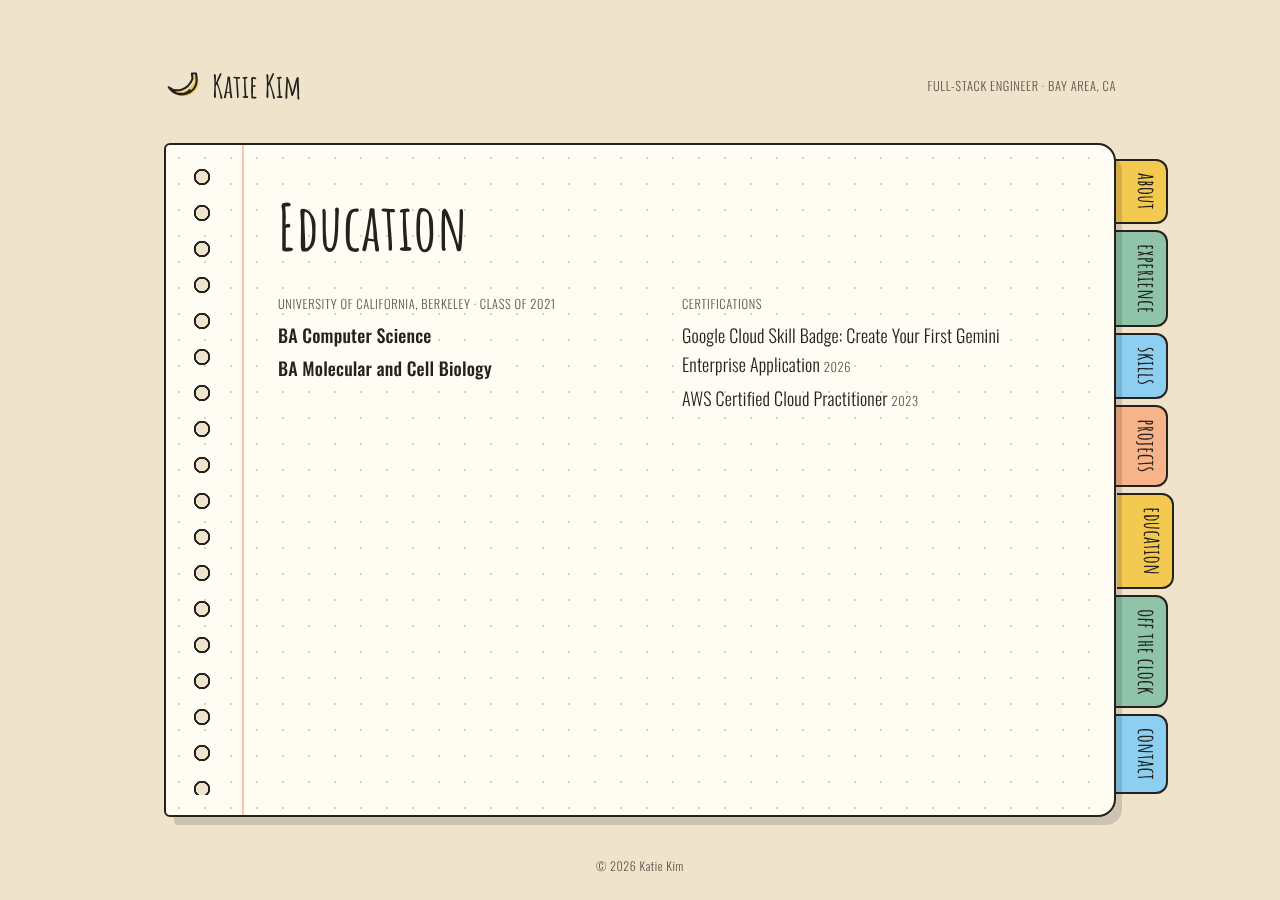 Katie Kim
FULL-STACK ENGINEER · BAY AREA, CA
Education
UNIVERSITY OF CALIFORNIA, BERKELEY · CLASS OF 2021
BA Computer Science
BA Molecular and Cell Biology
CERTIFICATIONS
Google Cloud Skill Badge: Create Your First Gemini
Enterprise Application 2026
AWS Certified Cloud Practitioner 2023
ABOUT
EXPERIENCE
SKILLS
PROJECTS
EDUCATION
OFF THE CLOCK
CONTACT
© 2026 Katie Kim